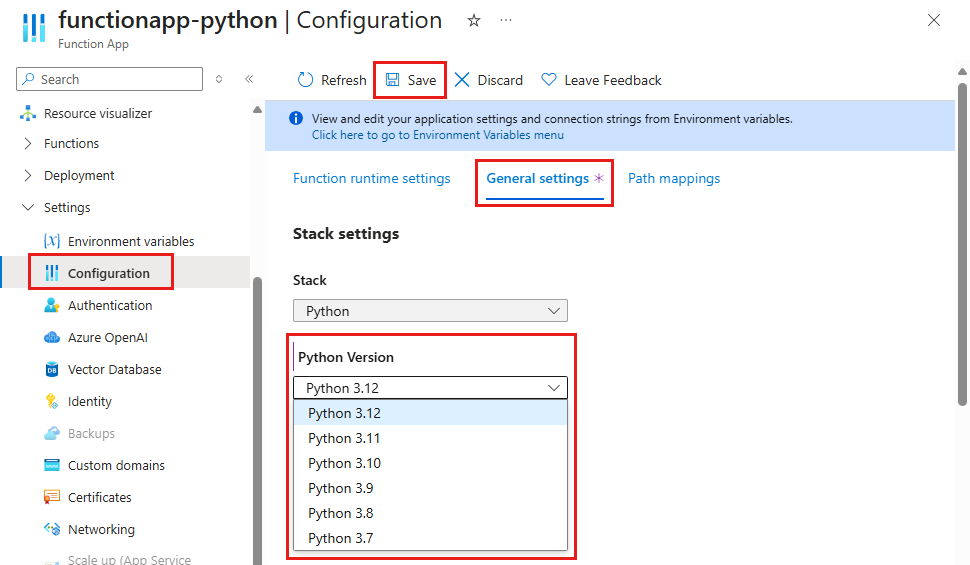 functionapp-python | Configuration
Function App
Search
Resource visualizer
Functions
Deployment
Settings
Environment variables
Configuration
Authentication
Azure OpenAI
Vector Database
Identity
Backups
Custom domains
Certificates
Networking
Scale up (App Service
Refresh Save Discard Leave Feedback
View and edit your application settings and connection strings from Environment variables.
Click here to go to Environment Variables menu
Function runtime settings General settings * Path mappings
Stack settings
Stack
Python
Python Version
Python 3.12
Python 3.12
Python 3.11
Python 3.10
Python 3.9
Python 3.8
Python 3.7